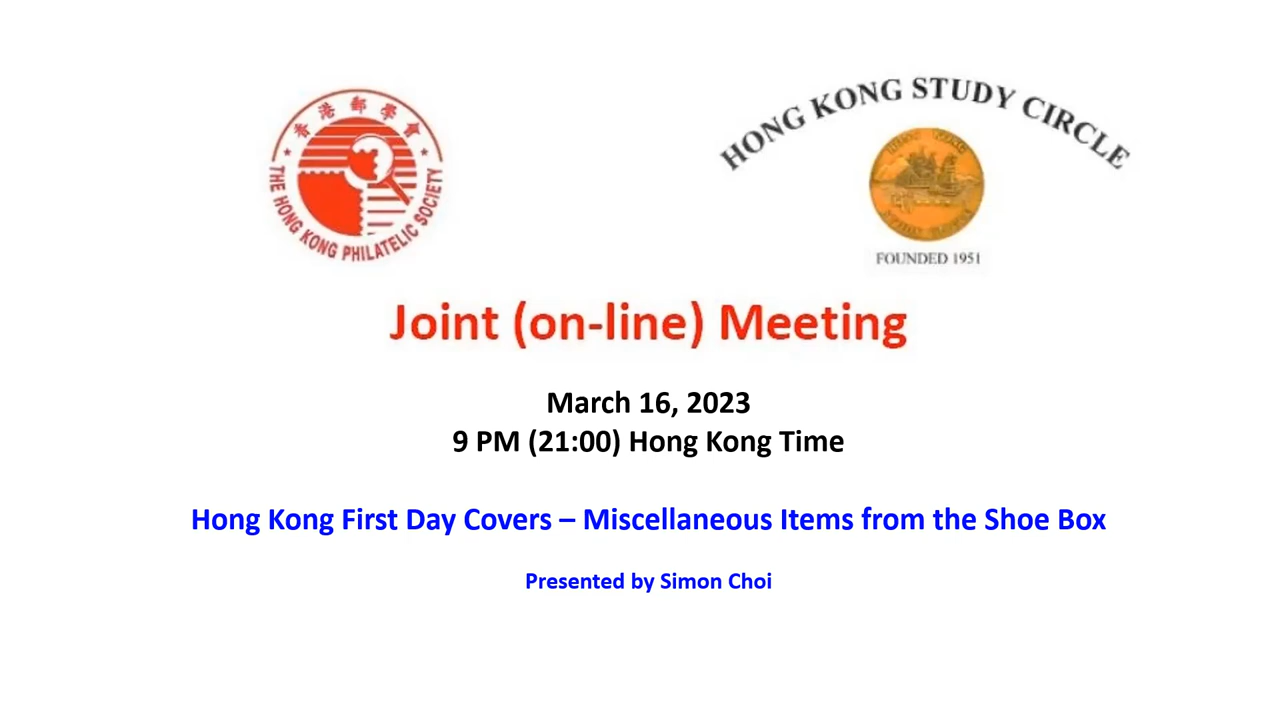 香港郵學會
THE HONG KONG PHILATELIC SOCIETY
HONG KONG STUDY CIRCLE
FOUNDED 1951
Joint (on-line) Meeting
March 16, 2023
9 PM (21:00) Hong Kong Time
Hong Kong First Day Covers – Miscellaneous Items from the Shoe Box
Presented by Simon Choi